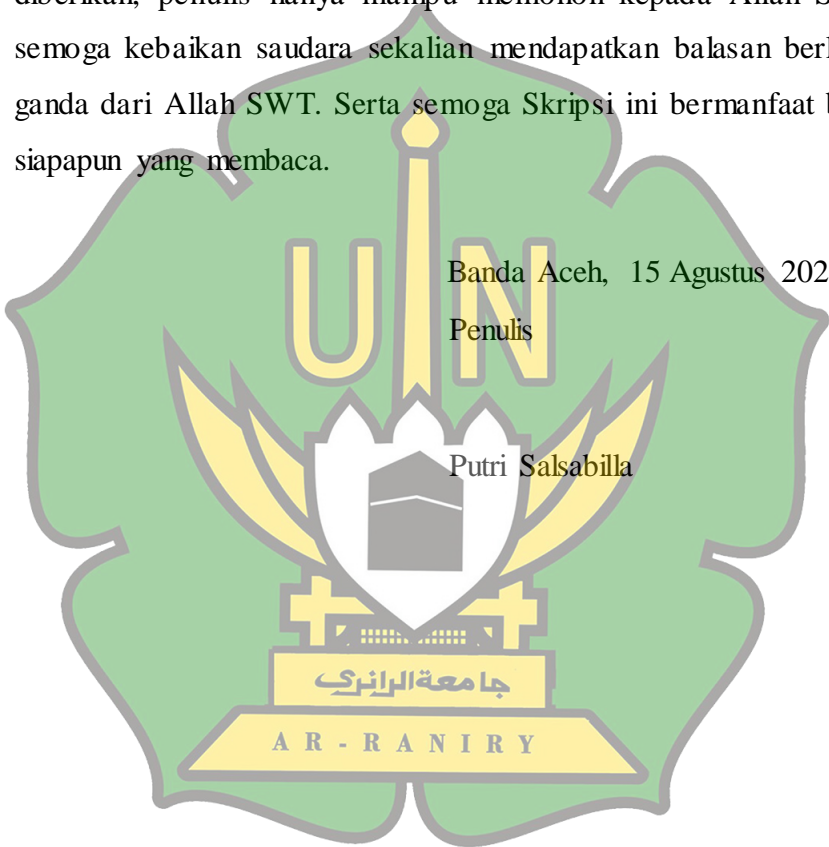 diberikan, penulis hanya mampu memohon kepada Allah S
semoga kebaikan saudara sekalian mendapatkan balasan berl
ganda dari Allah SWT. Serta semoga Skripsi ini bermanfaat b
siapapun yang membaca.
Banda Aceh, 15 Agustus 202
Penulis
Putri Salsabilla
UIN
جامعة الرانري
AR-RANIRY